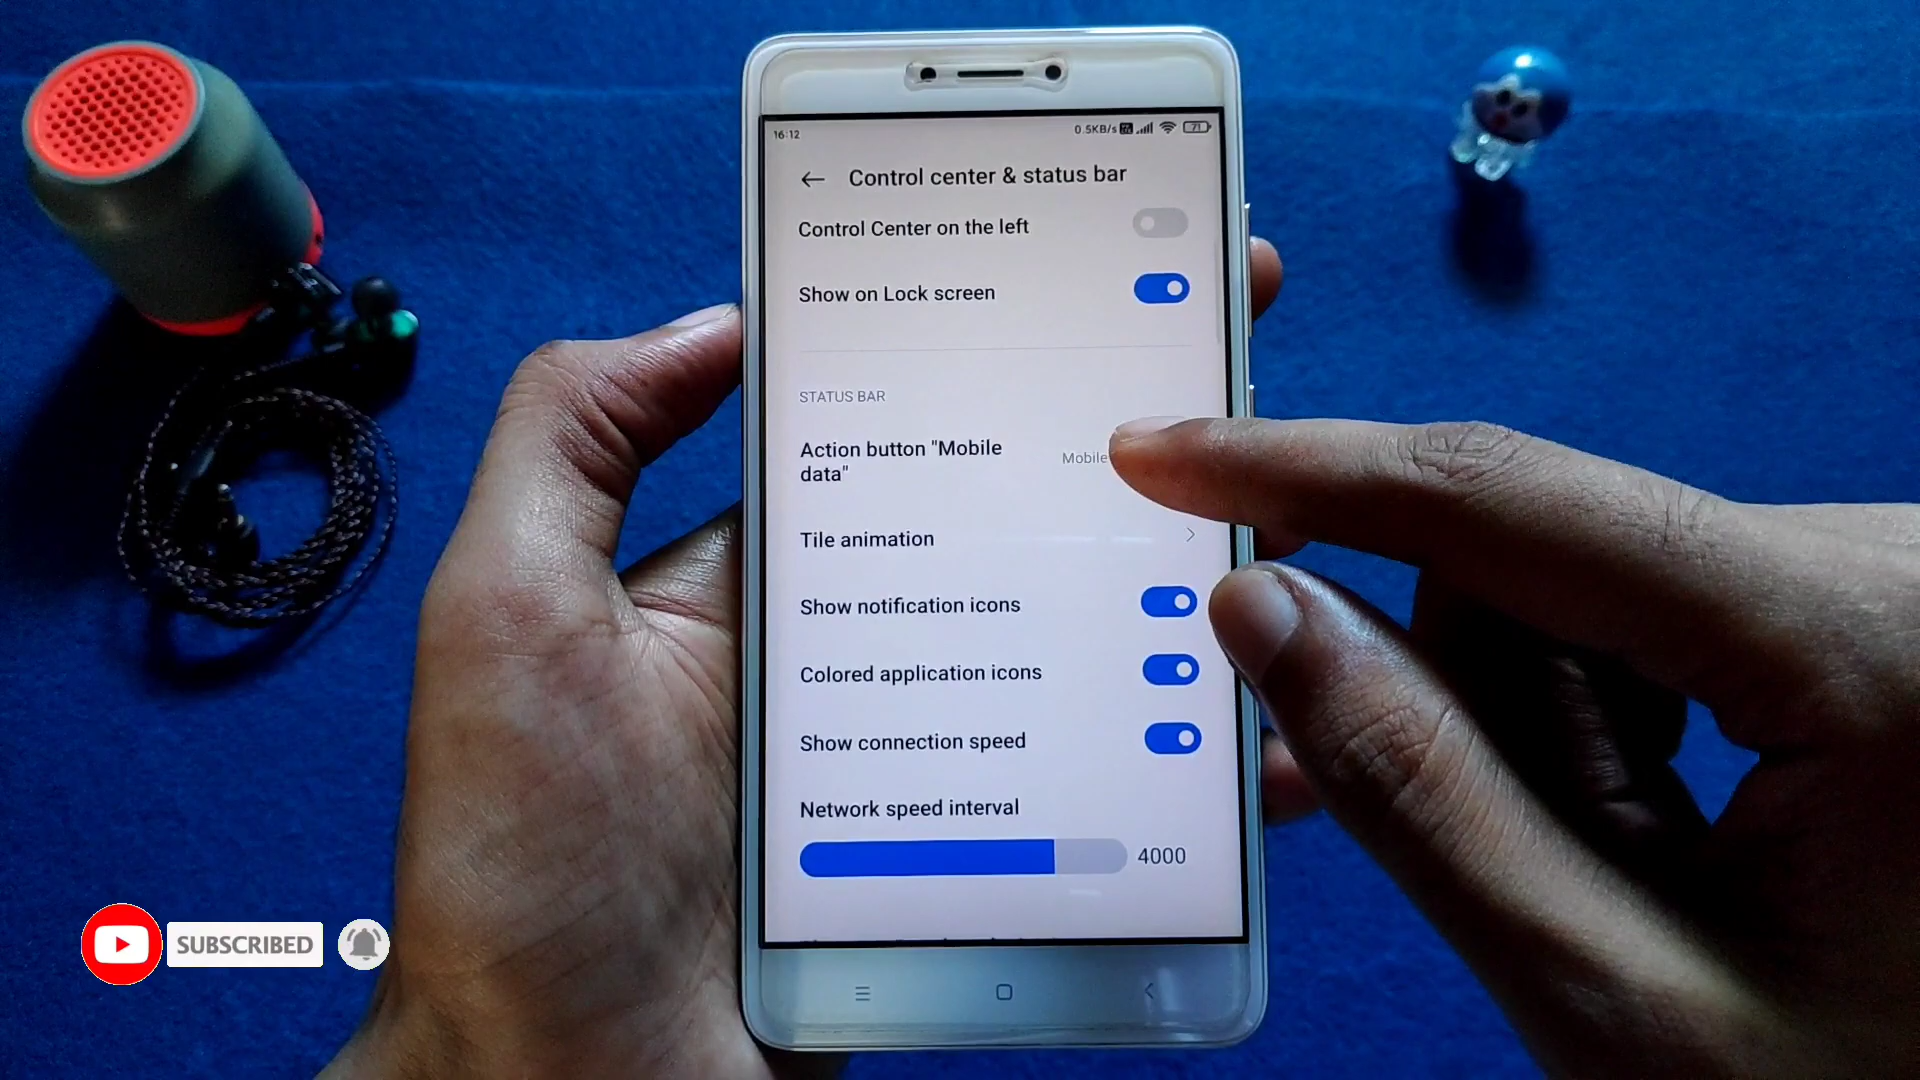 16:12
0.5KB/s
71
Control center & status bar
Control Center on the left
Show on Lock screen
STATUS BAR
Action button "Mobile
data"
Mobile
Tile animation
Show notification icons
Colored application icons
Show connection speed
Network speed interval
4000
SUBSCRIBED